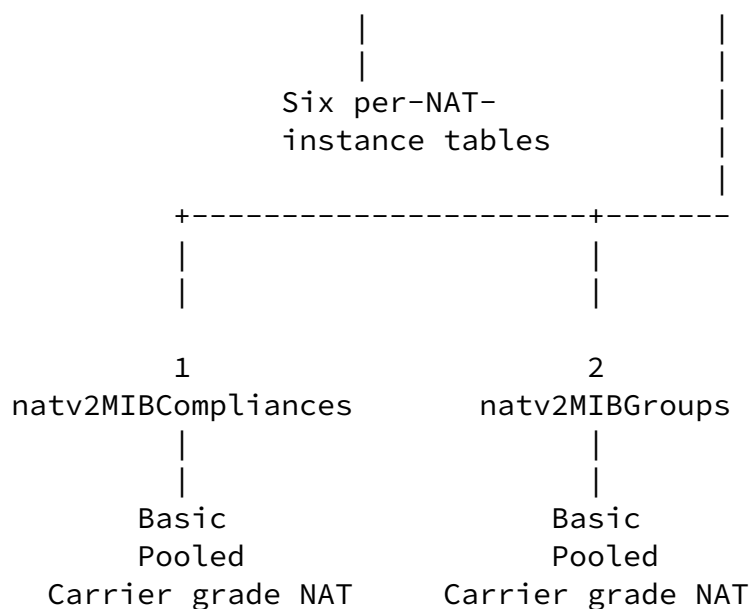 Six per-NAT-
instance tables
1 2
natv2MIBCompliances natv2MIBGroups
Basic Basic
Pooled Pooled
Carrier grade NAT Carrier grade NAT